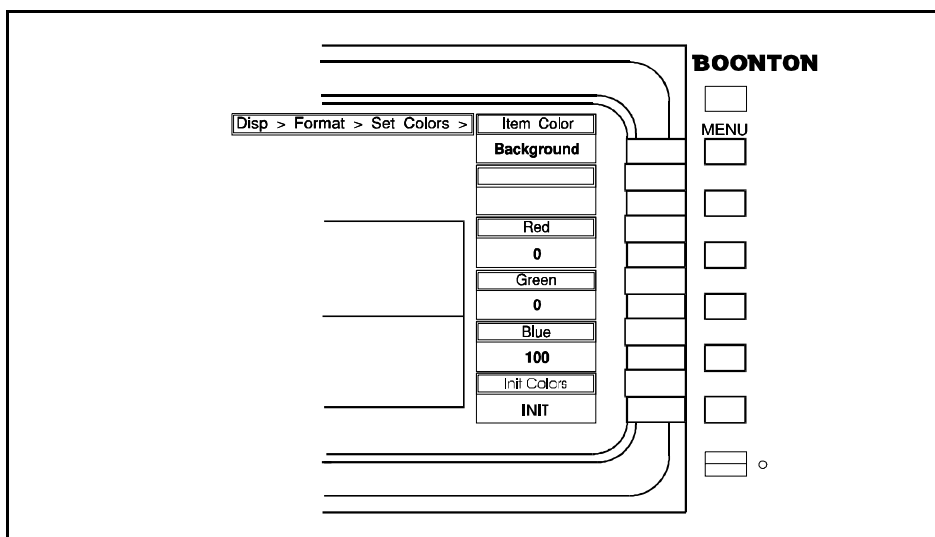 BOONTON
Disp > Format > Set Colors >
Item Color
MENU
Background
Red
0
Green
0
Blue
100
Init Colors
INIT